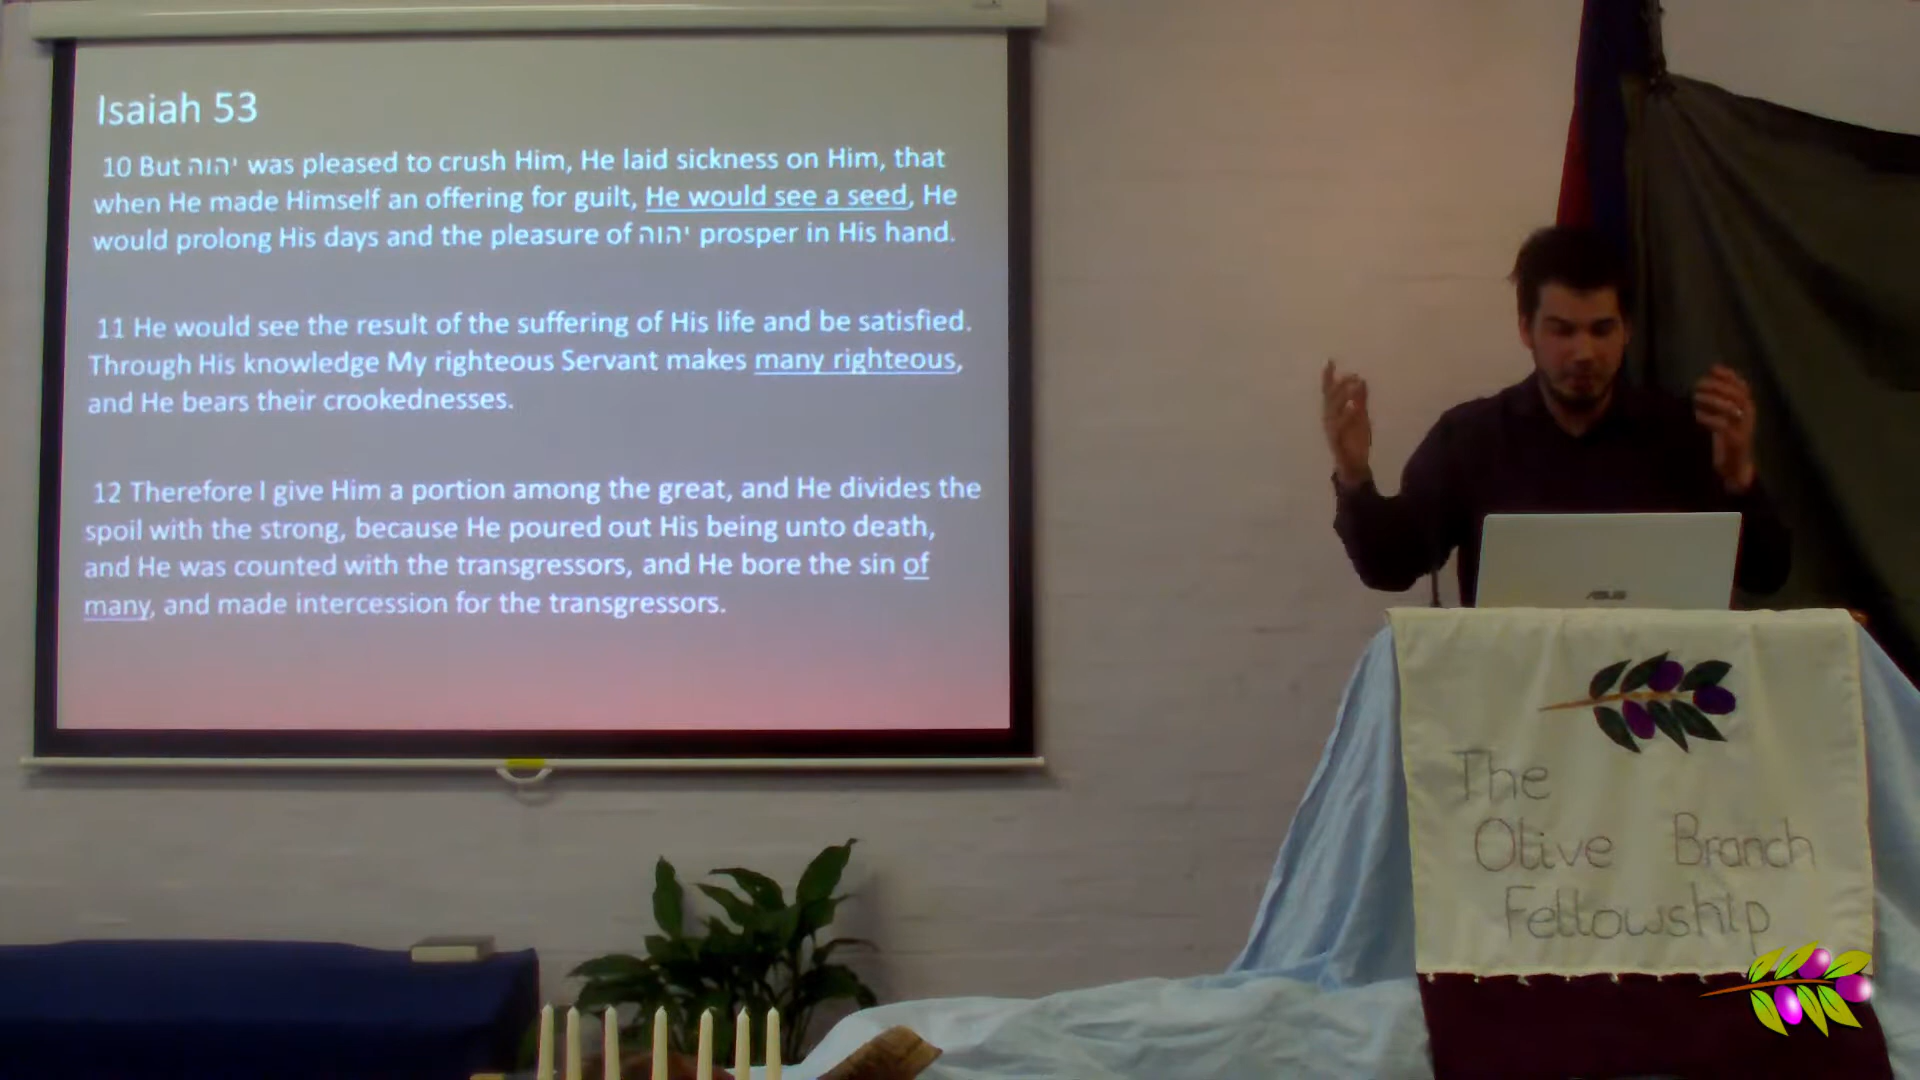 Isaiah 53
10 But יהוה was pleased to crush Him, He laid sickness on Him, that
when He made Himself an offering for guilt, He would see a seed, He
would prolong His days and the pleasure of יהוה prosper in His hand.
11 He would see the result of the suffering of His life and be satisfied.
Through His knowledge My righteous Servant makes many righteous,
and He bears their crookednesses.
12 Therefore I give Him a portion among the great, and He divides the
spoil with the strong, because He poured out His being unto death,
and He was counted with the transgressors, and He bore the sin of
many, and made intercession for the transgressors.
ASUS
The
Olive Branch
Fellowship